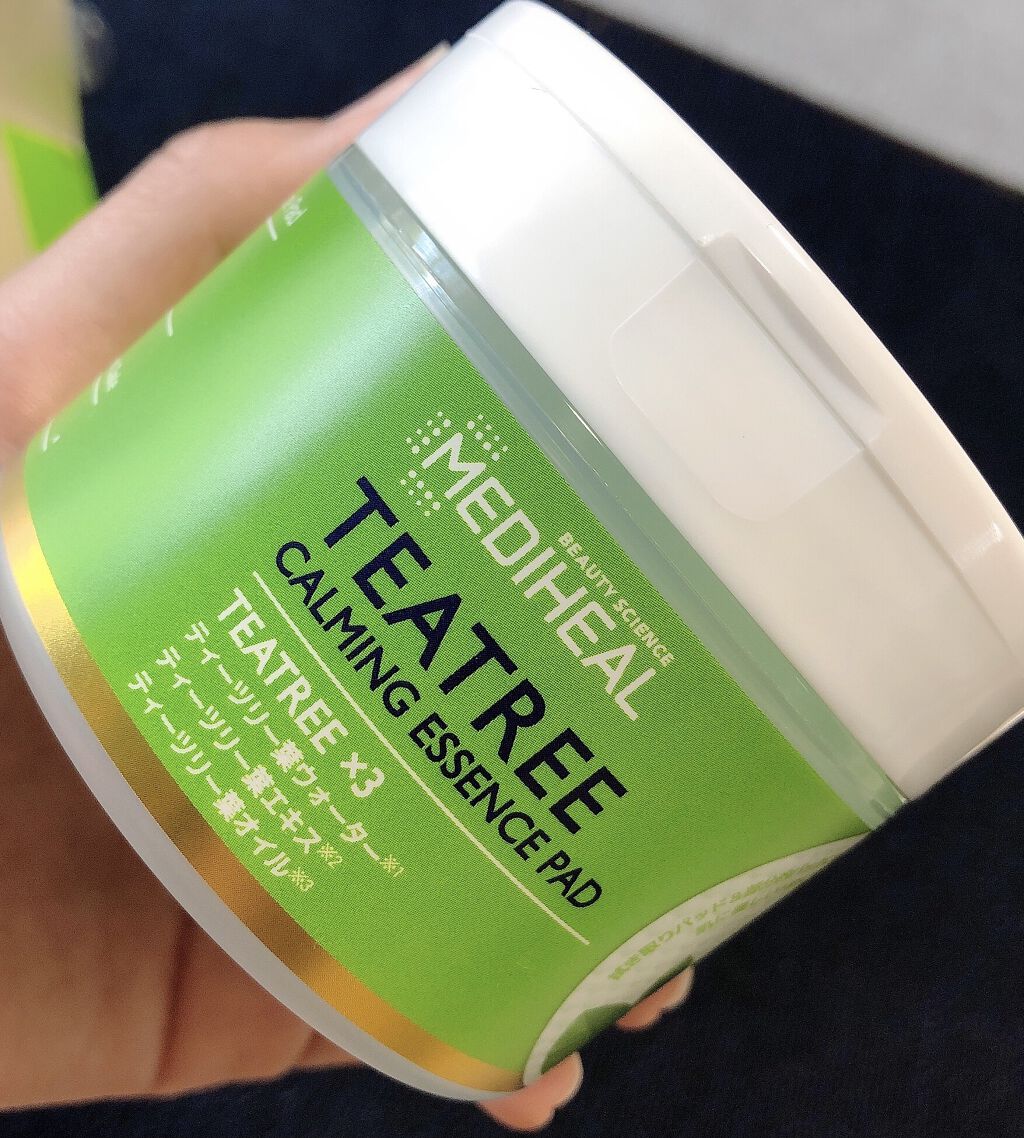 MEDIHEAL
BEAUTY SCIENCE
TEATREE
CALMING ESSENCE PAD
TEATREE ×3
ティーツリー葉ウォーター※1
ティーツリー葉エキス※2
ティーツリー葉オイル※3